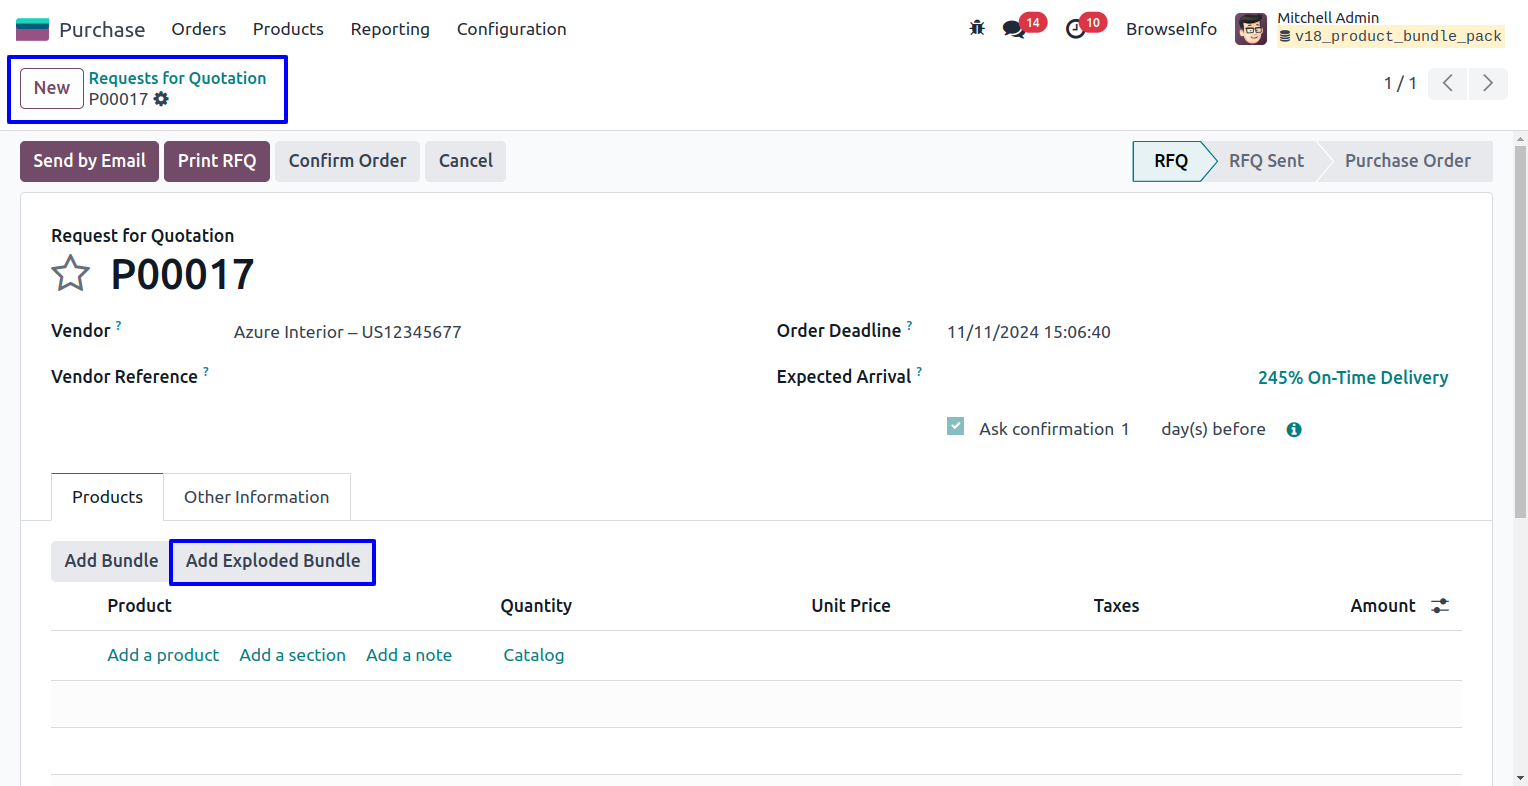 Purchase Orders Products Reporting Configuration 14 10 BrowseInfo Mitchell Admin
v18_product_bundle_pack
New Requests for Quotation
P00017
1 / 1
Send by Email Print RFQ Confirm Order Cancel RFQ RFQ Sent Purchase Order
Request for Quotation
P00017
Vendor ? Azure Interior – US12345677 Order Deadline ? 11/11/2024 15:06:40
Vendor Reference ? Expected Arrival ? 245% On-Time Delivery
Ask confirmation 1 day(s) before
Products Other Information
Add Bundle Add Exploded Bundle
Product Quantity Unit Price Taxes Amount
Add a product Add a section Add a note Catalog